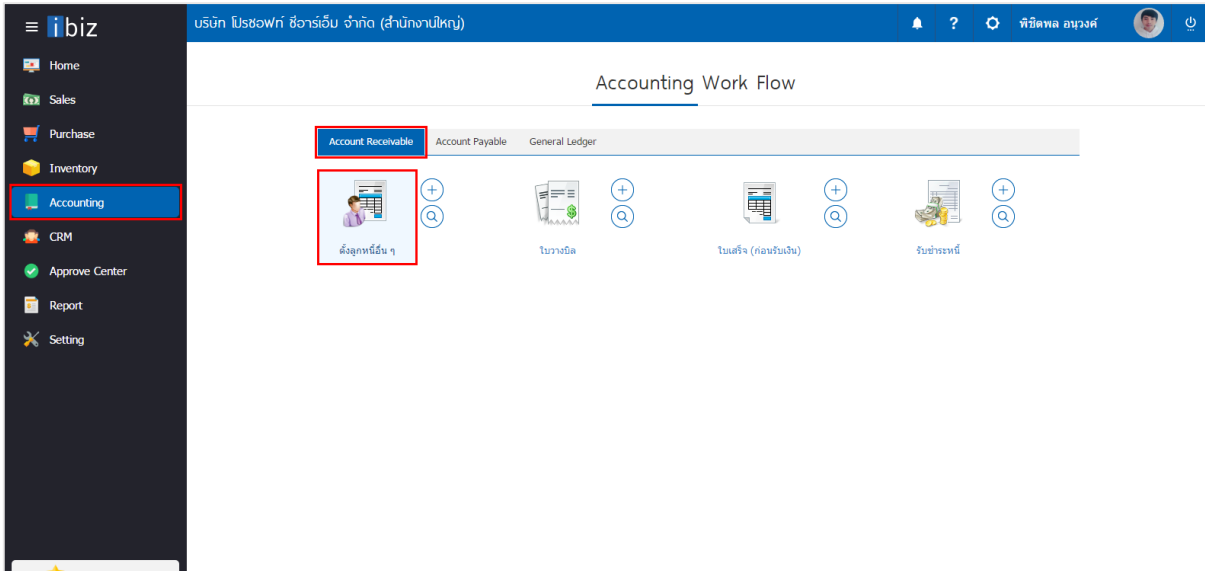 ibiz
บริษัท โปรซอฟท์ ซีอาร์เอ็ม จำกัด (สำนักงานใหญ่)
? พิชิตพล อนุวงค์
Home
Sales
Purchase
Inventory
Accounting
CRM
Approve Center
Report
Setting
Accounting Work Flow
Account Receivable Account Payable General Ledger
ตั้งลูกหนี้อื่น ๆ ใบวางบิล ใบเสร็จ (ก่อนรับเงิน) รับชำระหนี้